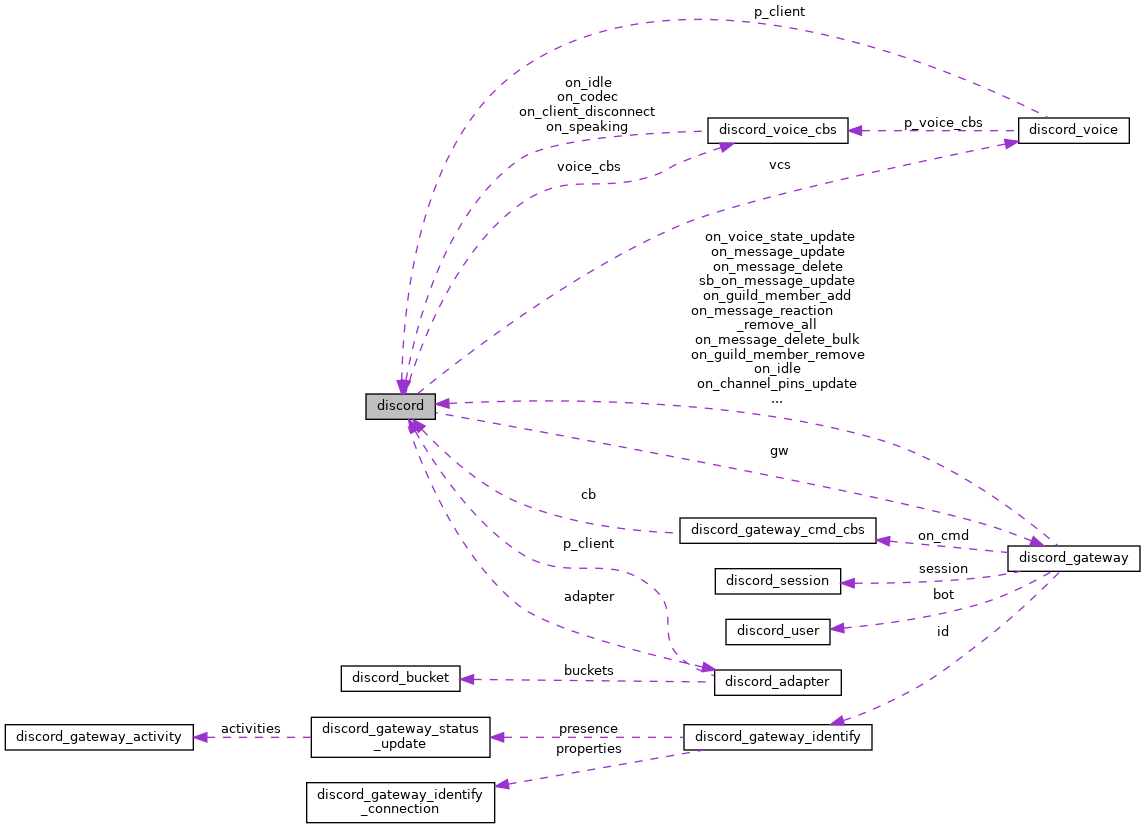 p_client
on_idle
on_codec
on_client_disconnect
on_speaking
discord_voice_cbs
p_voice_cbs
discord_voice
voice_cbs
vcs
on_voice_state_update
on_message_update
on_message_delete
sb_on_message_update
on_guild_member_add
on_message_reaction
_remove_all
on_message_delete_bulk
on_guild_member_remove
on_idle
on_channel_pins_update
...
discord
gw
cb
discord_gateway_cmd_cbs
on_cmd
p_client
discord_gateway
session
discord_session
adapter
bot
discord_user
id
discord_bucket
buckets
discord_adapter
discord_gateway_activity
activities
discord_gateway_status
_update
presence
properties
discord_gateway_identify
discord_gateway_identify
_connection